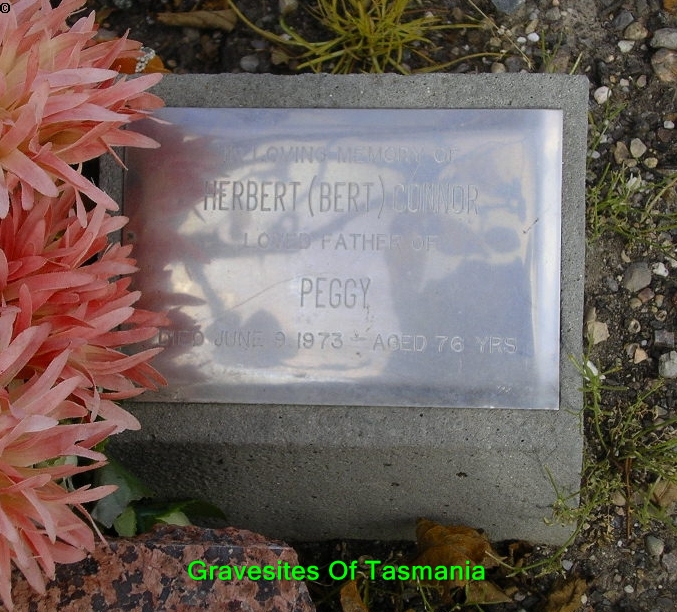 ©
IN LOVING MEMORY OF
HERBERT (BERT) CONNOR
LOVED FATHER OF
PEGGY
DIED JUNE 9 1973 - AGED 76 YRS
Gravesites Of Tasmania